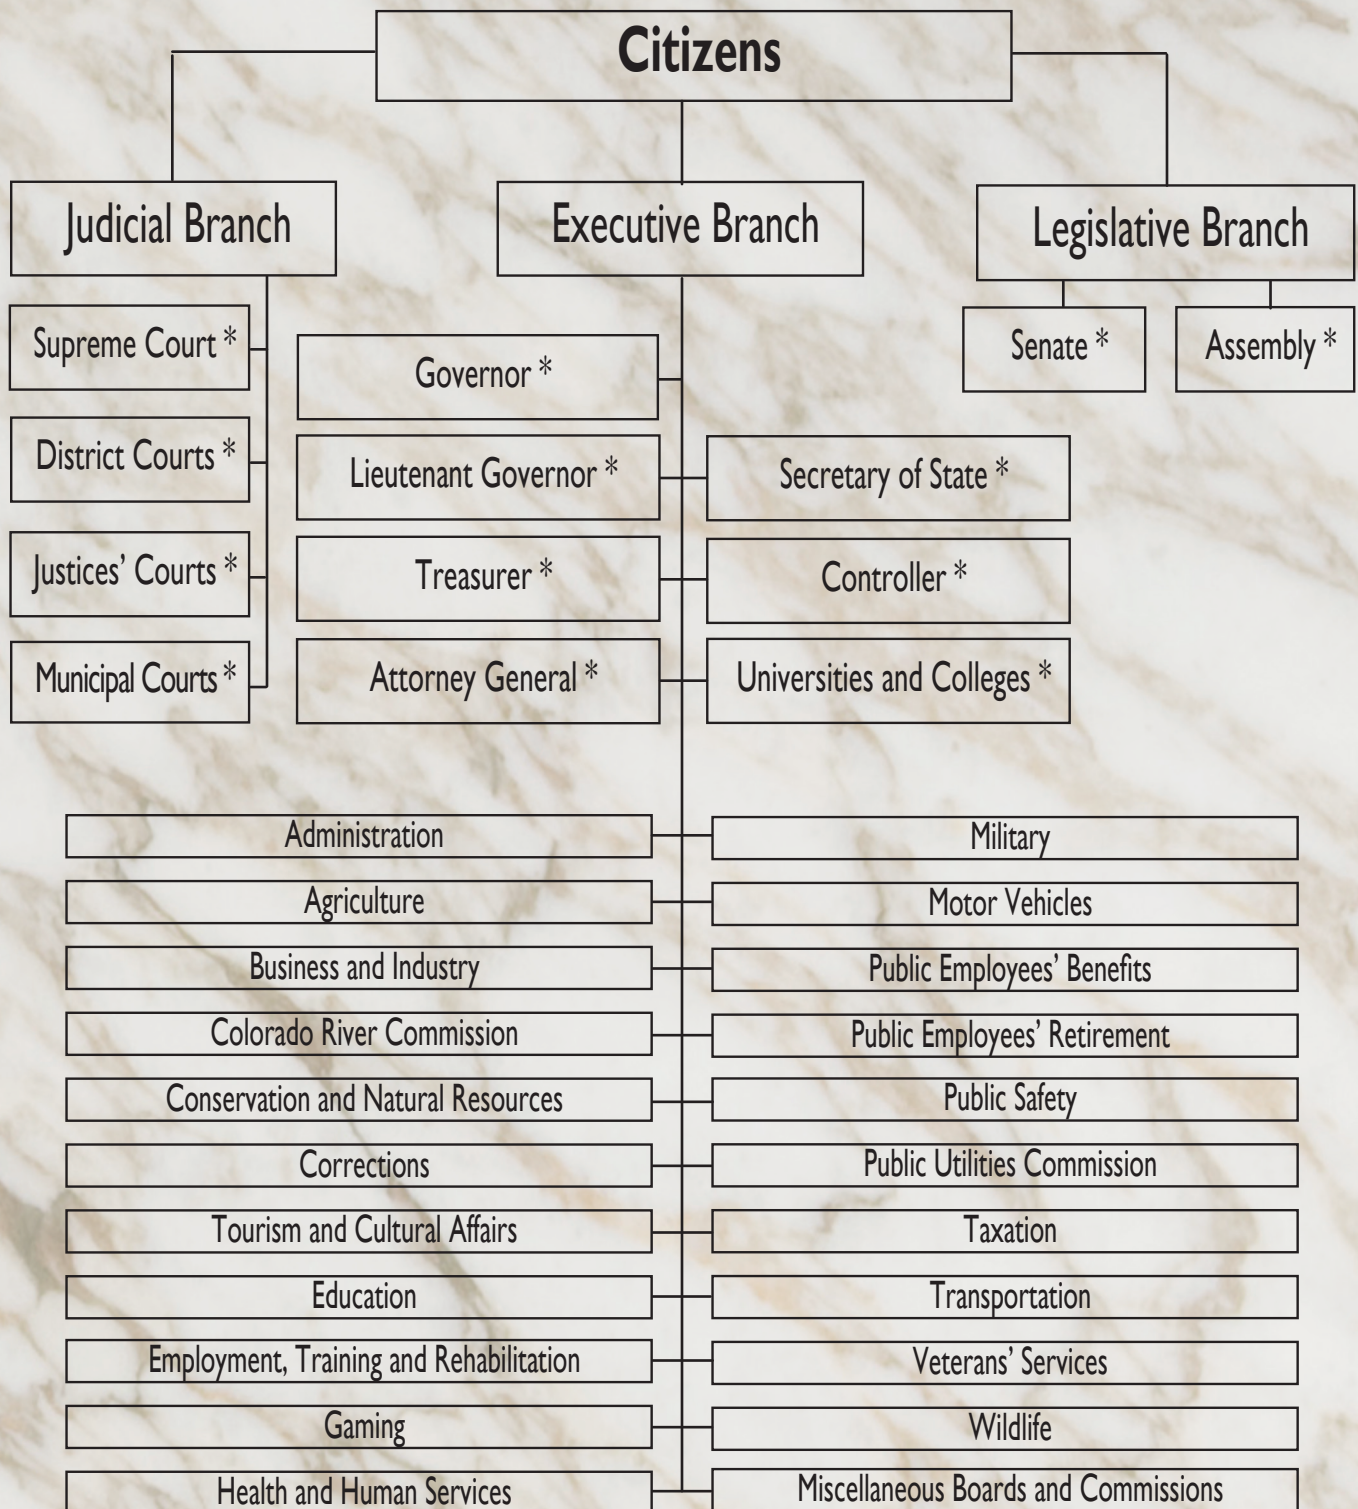 Citizens
Judicial Branch
Executive Branch
Legislative Branch
Supreme Court *
District Courts *
Justices’ Courts *
Municipal Courts *
Governor *
Lieutenant Governor *
Secretary of State *
Treasurer *
Controller *
Attorney General *
Universities and Colleges *
Senate *
Assembly *
Administration
Military
Agriculture
Motor Vehicles
Business and Industry
Public Employees’ Benefits
Colorado River Commission
Public Employees’ Retirement
Conservation and Natural Resources
Public Safety
Corrections
Public Utilities Commission
Tourism and Cultural Affairs
Taxation
Education
Transportation
Employment, Training and Rehabilitation
Veterans’ Services
Gaming
Wildlife
Health and Human Services
Miscellaneous Boards and Commissions